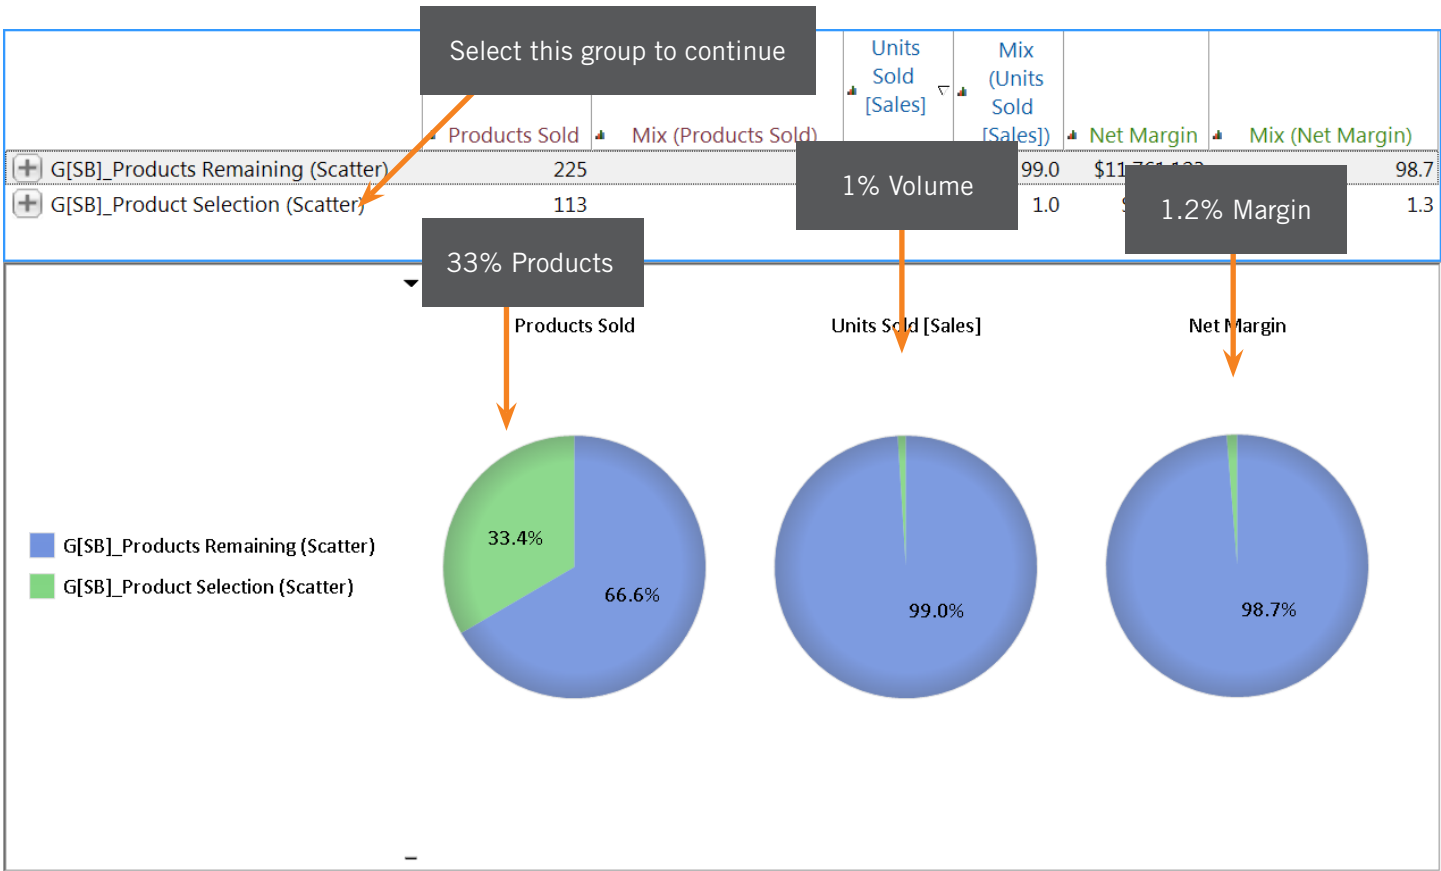 Select this group to continue
Units
Sold
[Sales]
Mix
(Units
Sold
[Sales])
Products Sold
Mix (Products Sold)
Net Margin
Mix (Net Margin)
G[SB]_Products Remaining (Scatter)
225
99.0
98.7
G[SB]_Product Selection (Scatter)
113
1.0
1.3
1% Volume
1.2% Margin
33% Products
Products Sold
Units Sold [Sales]
Net Margin
33.4%
66.6%
99.0%
98.7%
G[SB]_Products Remaining (Scatter)
G[SB]_Product Selection (Scatter)